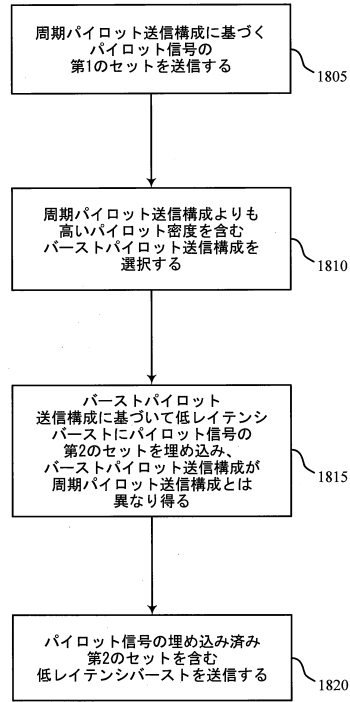 周期パイロット送信構成に基づく
パイロット信号の
第1のセットを送信する
1805
周期パイロット送信構成よりも
高いパイロット密度を含む
バーストパイロット送信構成を
選択する
1810
バーストパイロット
送信構成に基づいて低レイテンシ
バーストにパイロット信号の
第2のセットを埋め込み、
バーストパイロット送信構成が
周期パイロット送信構成とは
異なり得る
1815
パイロット信号の埋め込み済み
第2のセットを含む
低レイテンシバーストを送信する
1820